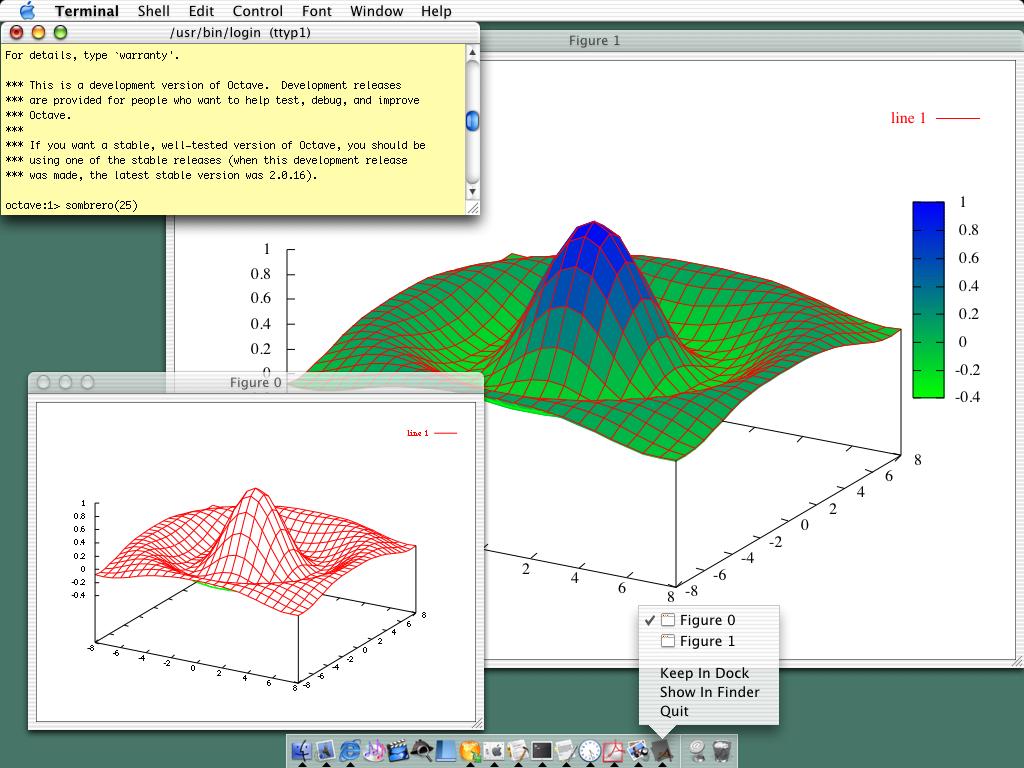 Terminal Shell Edit Control Font Window Help
/usr/bin/login (ttyp1)
For details, type `warranty'.
*** This is a development version of Octave.  Development releases
*** are provided for people who want to help test, debug, and improve
*** Octave.
***
*** If you want a stable, well-tested version of Octave, you should be
*** using one of the stable releases (when this development release
*** was made, the latest stable version was 2.0.16).
octave:1> sombrero(25)
Figure 1
line 1
1
0.8
0.6
0.4
0.2
0
1
0.8
0.6
0.4
0.2
0
-0.2
-0.4
2
4
6
8
-8
-6
-4
-2
0
2
4
6
8
Figure 0
line 1
1
0.8
0.6
0.4
0.2
0
-0.2
-0.4
-8
-6
-4
-2
0
2
4
6
8
-8
-6
-4
-2
0
2
4
6
8
✓ Figure 0
Figure 1
Keep In Dock
Show In Finder
Quit